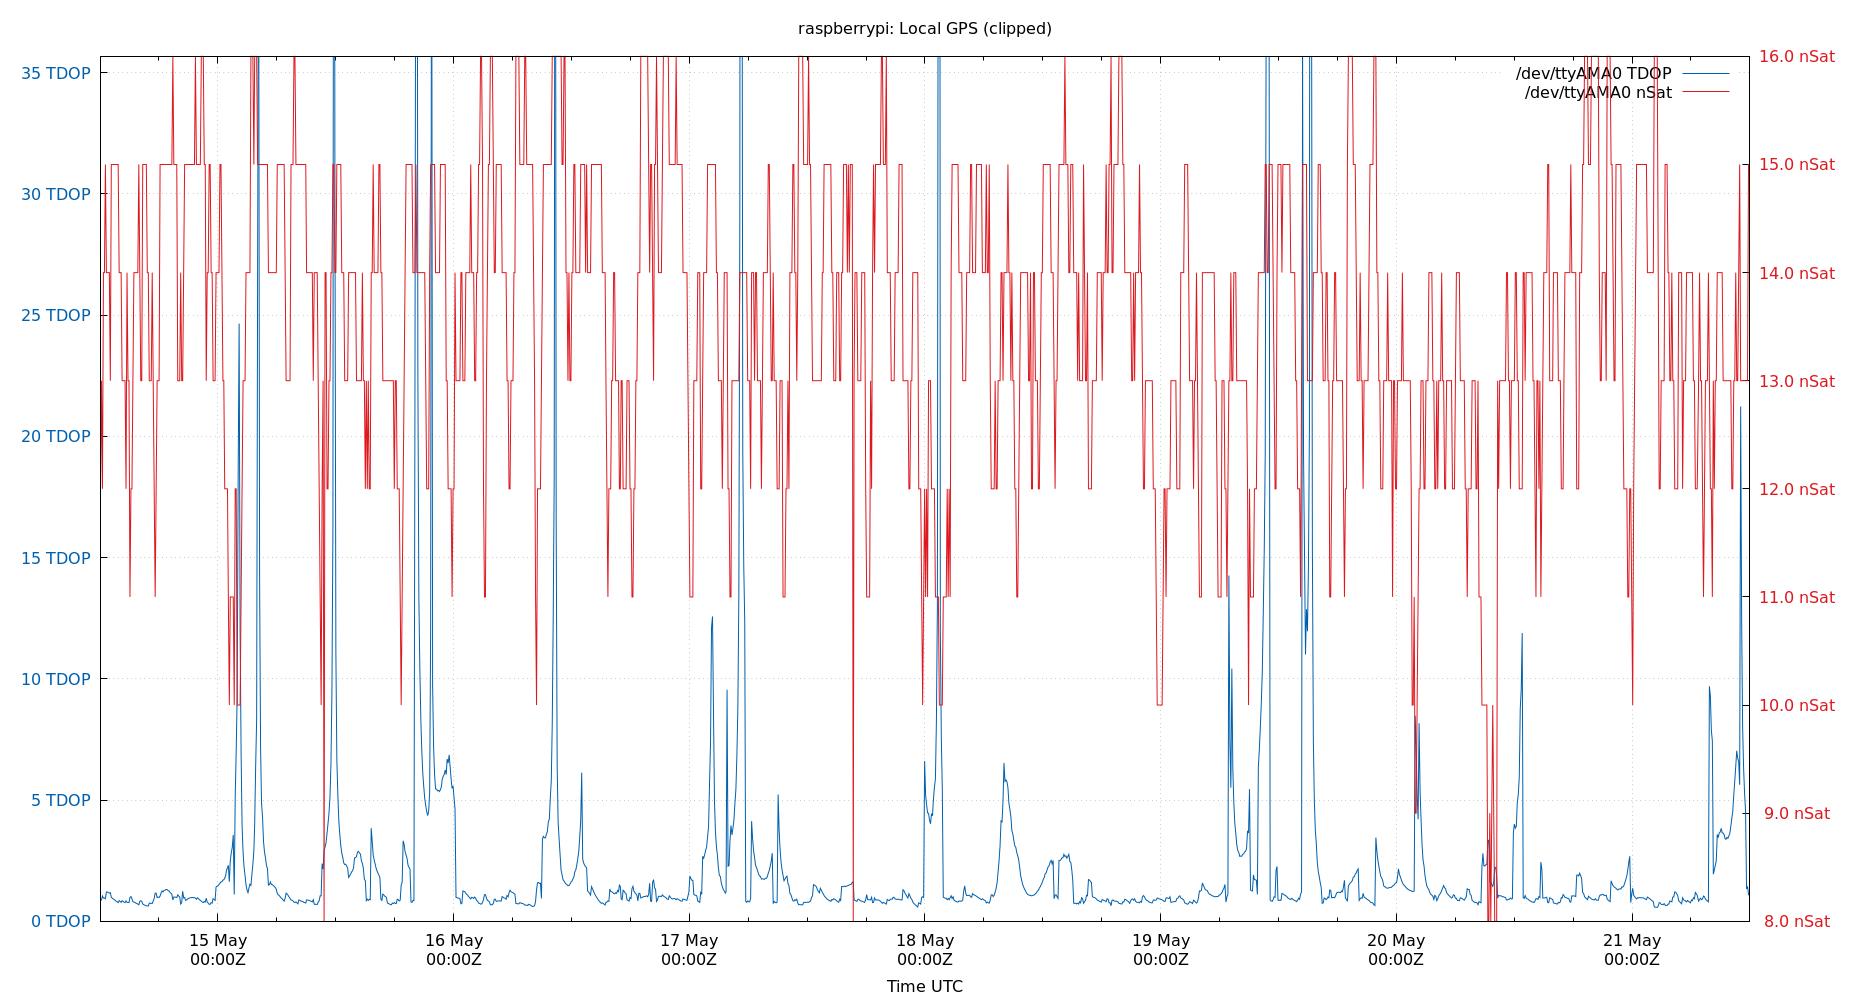 raspberrypi: Local GPS (clipped)
35 TDOP
30 TDOP
25 TDOP
20 TDOP
15 TDOP
10 TDOP
5 TDOP
0 TDOP
16.0 nSat
15.0 nSat
14.0 nSat
13.0 nSat
12.0 nSat
11.0 nSat
10.0 nSat
9.0 nSat
8.0 nSat
/dev/ttyAMA0 TDOP
/dev/ttyAMA0 nSat
15 May
00:00Z
16 May
00:00Z
17 May
00:00Z
18 May
00:00Z
19 May
00:00Z
20 May
00:00Z
21 May
00:00Z
Time UTC